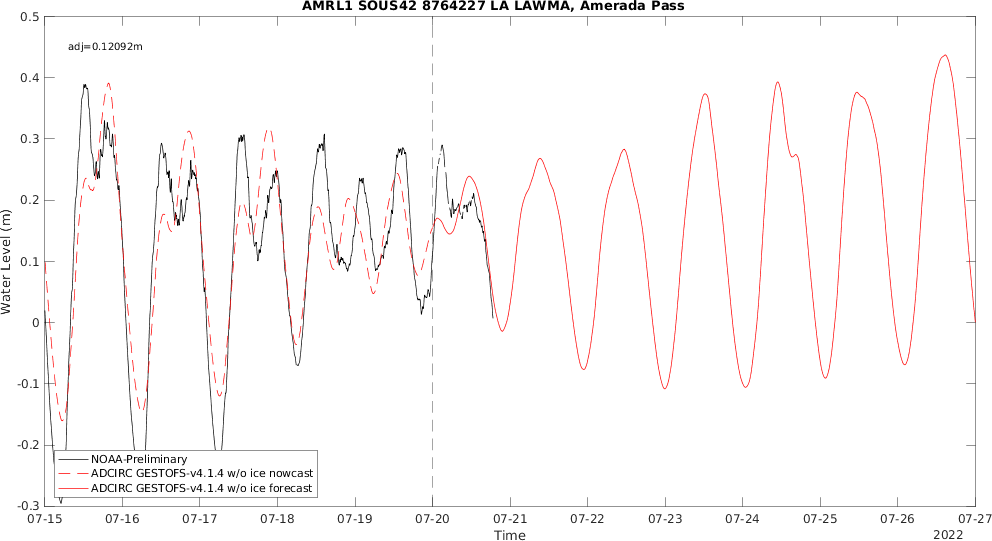 AMRL1 SOUS42 8764227 LA LAWMA, Amerada Pass
adj=0.12092m
Water Level (m)
0.5
0.4
0.3
0.2
0.1
0
-0.1
-0.2
-0.3
NOAA-Preliminary
ADCIRC GESTOFS-v4.1.4 w/o ice nowcast
ADCIRC GESTOFS-v4.1.4 w/o ice forecast
07-15 07-16 07-17 07-18 07-19 07-20 07-21 07-22 07-23 07-24 07-25 07-26 07-27
Time
2022